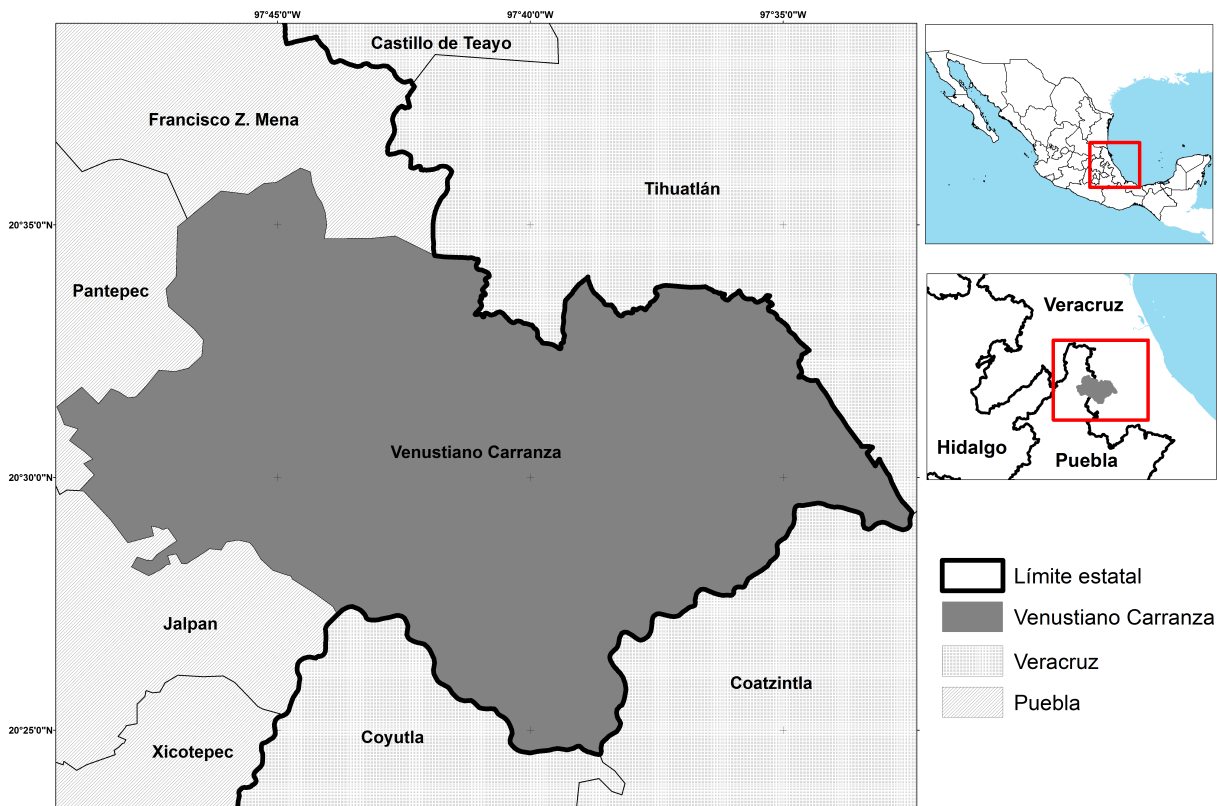 97°45'0"W
97°40'0"W
97°35'0"W
Castillo de Teayo
Francisco Z. Mena
Tihuatlán
20°35'0"N
Pantepec
Venustiano Carranza
20°30'0"N
Jalpan
Coatzintla
20°25'0"N
Coyutla
Xicotepec
Veracruz
Hidalgo
Puebla
Límite estatal
Venustiano Carranza
Veracruz
Puebla